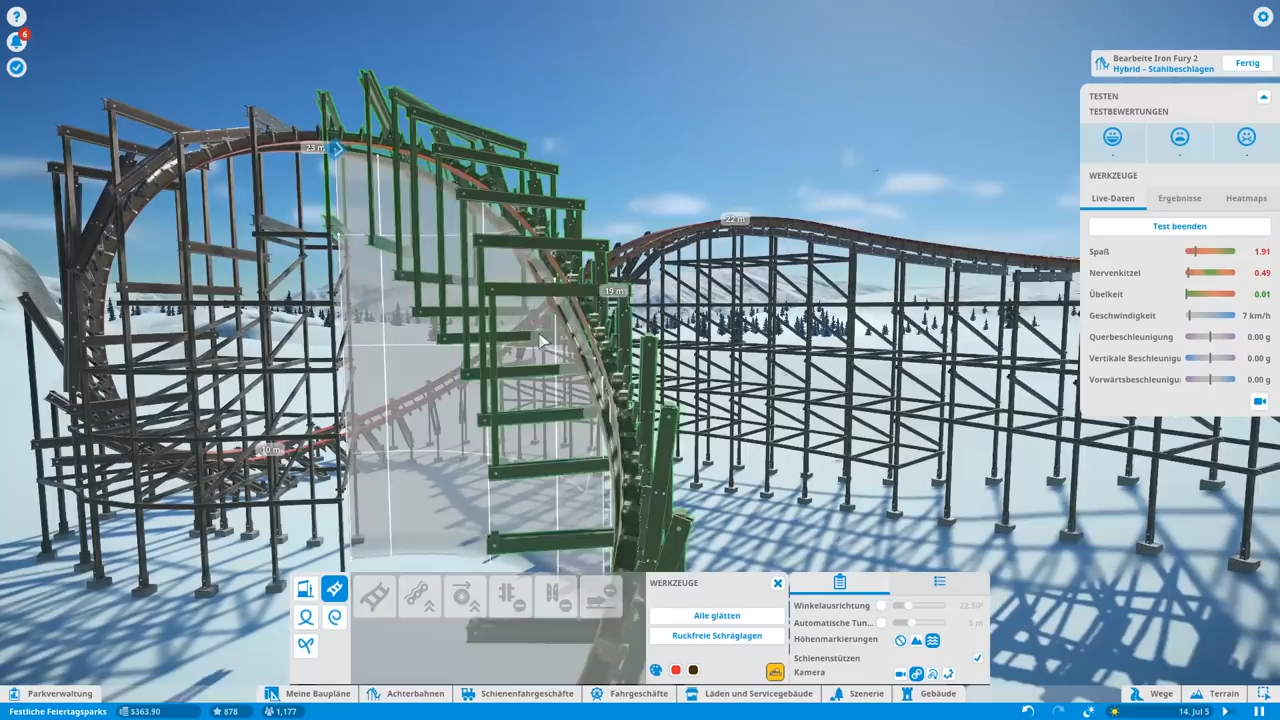 ?
6
Bearbeite Iron Fury 2
Hybrid – Stahlbeschlägen
Fertig
TESTEN
TESTBEWERTUNGEN
- - -
WERKZEUGE
Live-Daten Ergebnisse Heatmaps
Test beenden
Spaß 1.91
Nervenkitzel 0.49
Übelkeit 0.01
Geschwindigkeit 7 km/h
Querbeschleunigung 0.00 g
Vertikale Beschleunigu 0.00 g
Vorwärtsbeschleunigu 0.00 g
23 m
22 m
19 m
10 m
WERKZEUGE
Alle glätten
Ruckfreie Schräglagen
Winkelausrichtung 22.50°
Automatische Tun... 3 m
Höhenmarkierungen
Schienenstützen
Kamera
Parkverwaltung Meine Baupläne Achterbahnen Schienenfahrgeschäfte Fahrgeschäfte Läden und Servicegebäude Szenerie Gebäude Wege Terrain
Festliche Feiertagsparks $363.90 878 1,177 14. Jul 5